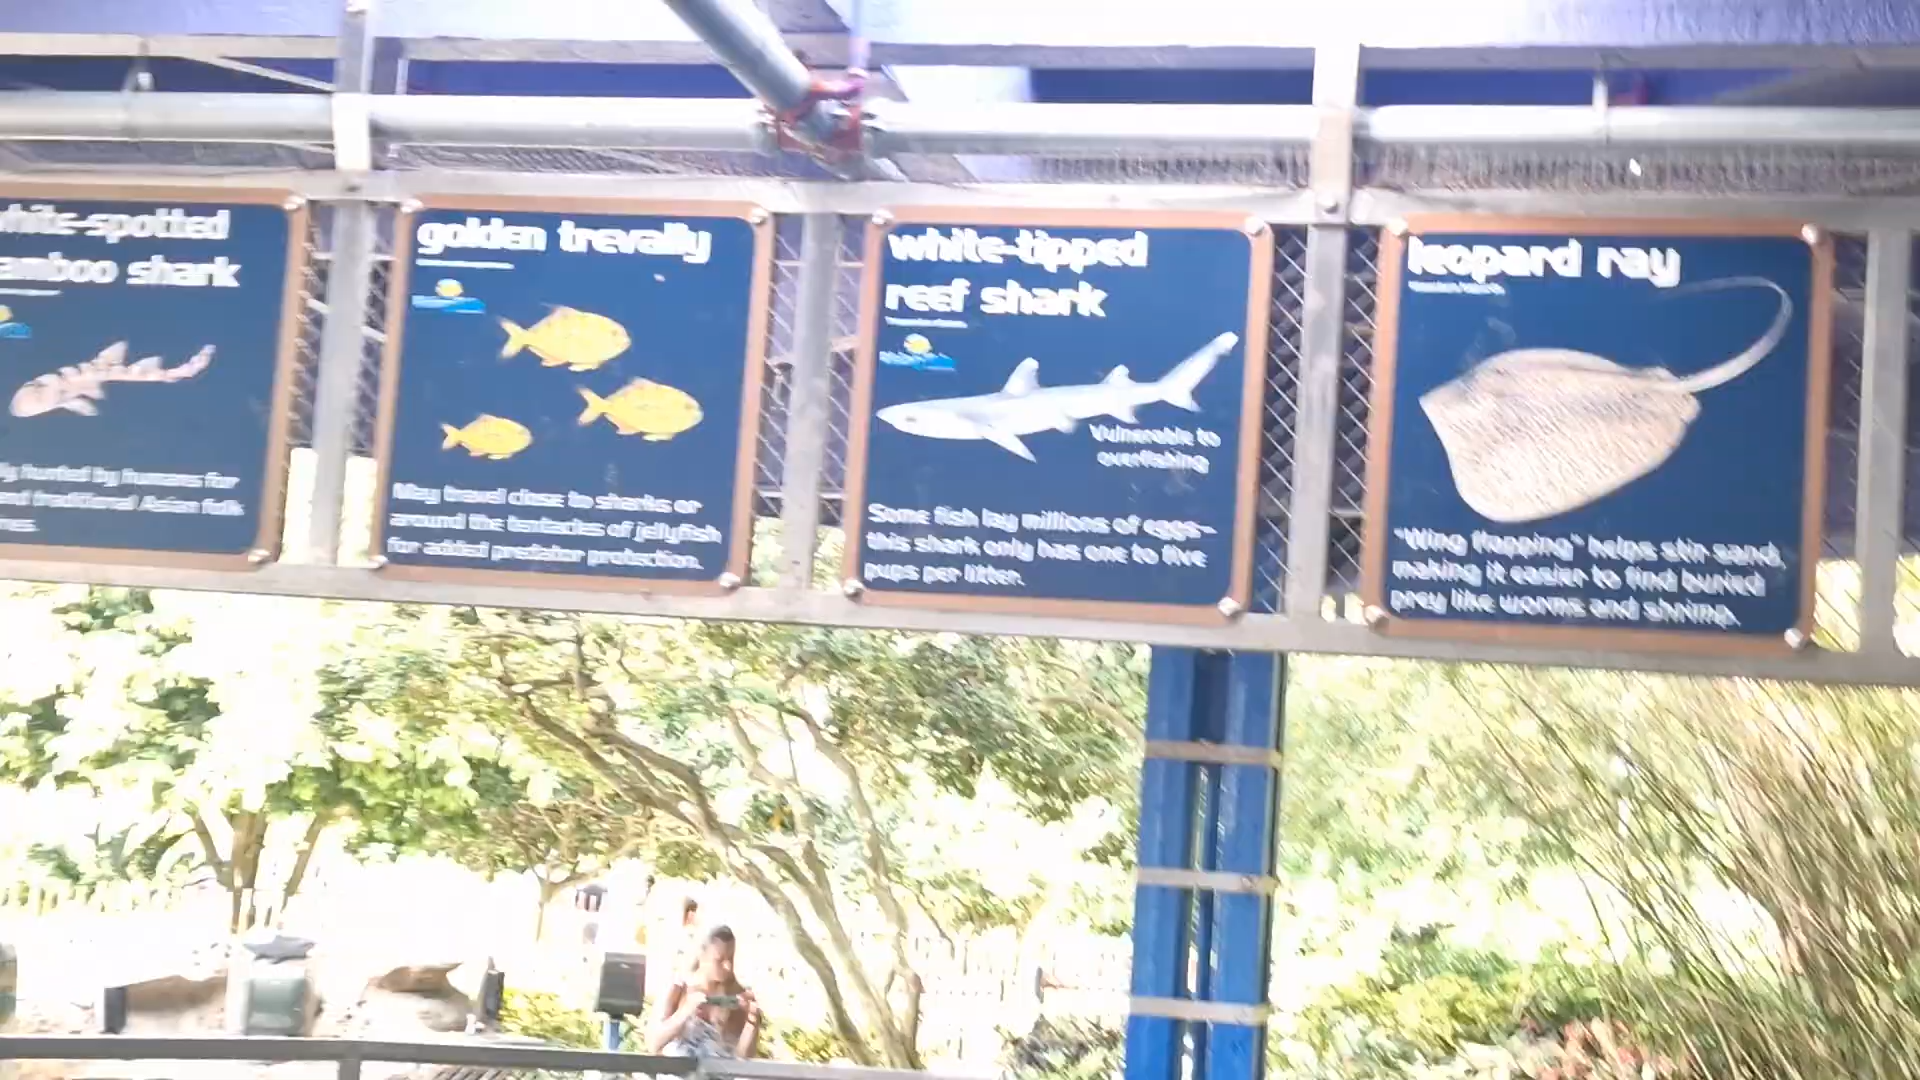 white-spotted
bamboo shark
hunted by humans for
and traditional Asian folk
golden trevally
May travel close to sharks or
around the tentacles of jellyfish
for added predator protection.
white-tipped
reef shark
Vulnerable to
overfishing
Some fish lay millions of eggs–
this shark only has one to five
pups per litter.
leopard ray
"Wing flapping" helps stir sand,
making it easier to find buried
prey like worms and shrimp.